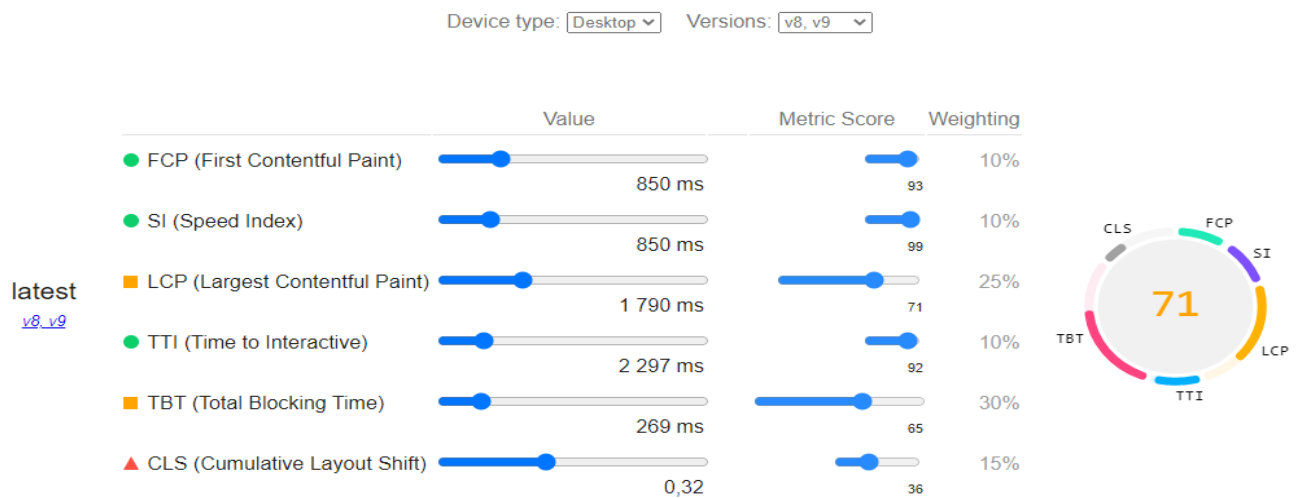 Device type: Desktop Versions: v8, v9
Value Metric Score Weighting
FCP (First Contentful Paint) 10%
850 ms 93
SI (Speed Index) 10%
850 ms 99
LCP (Largest Contentful Paint) 25%
1 790 ms 71
TTI (Time to Interactive) 10%
2 297 ms 92
TBT (Total Blocking Time) 30%
269 ms 65
CLS (Cumulative Layout Shift) 15%
0,32 36
latest
v8, v9
CLS
FCP
SI
71
TBT
LCP
TTI